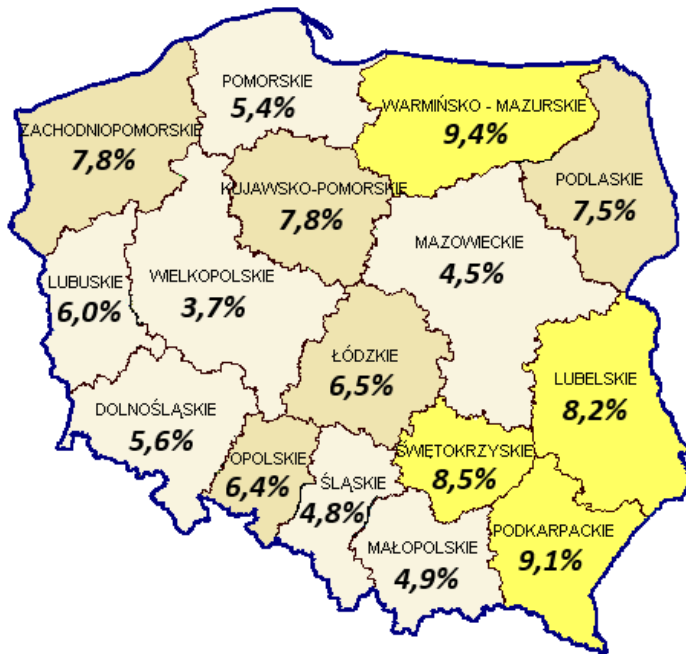 POMORSKIE
5,4%
WARMIŃSKO - MAZURSKIE
9,4%
ZACHODNIOPOMORSKIE
7,8%
KUJAWSKO-POMORSKIE
7,8%
PODLASKIE
7,5%
MAZOWIECKIE
4,5%
LUBUSKIE
6,0%
WIELKOPOLSKIE
3,7%
ŁÓDZKIE
6,5%
LUBELSKIE
8,2%
DOLNOŚLĄSKIE
5,6%
OPOLSKIE
6,4%
ŚLĄSKIE
4,8%
ŚWIĘTOKRZYSKIE
8,5%
MAŁOPOLSKIE
4,9%
PODKARPACKIE
9,1%